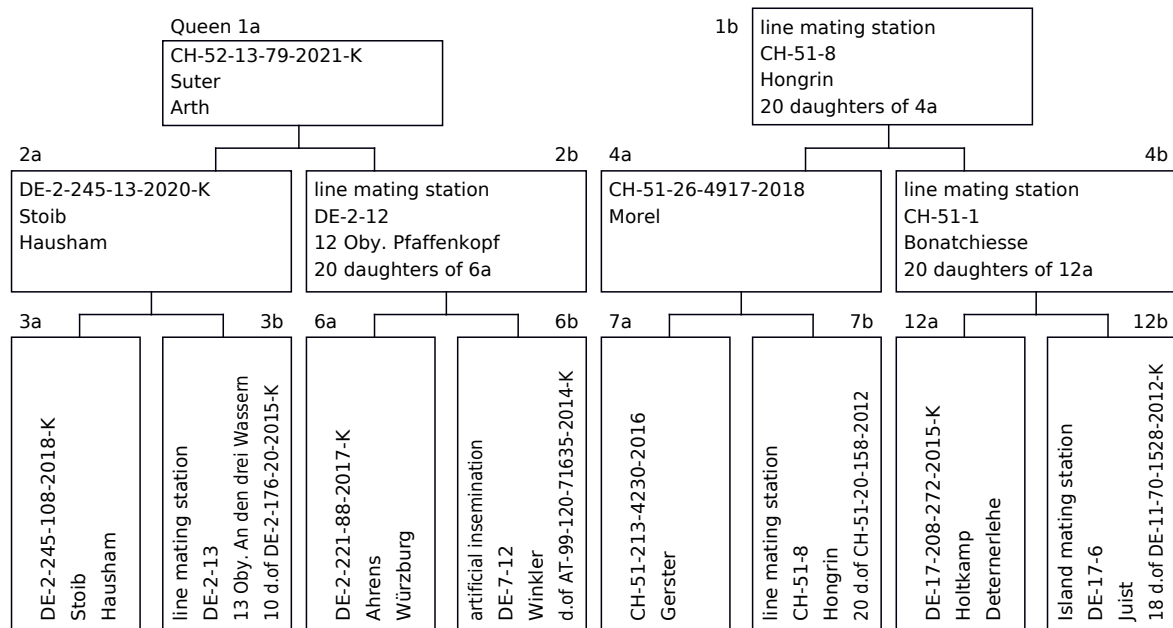 Queen 1a
CH-52-13-79-2021-K
Suter
Arth
1b
line mating station
CH-51-8
Hongrin
20 daughters of 4a
2a
DE-2-245-13-2020-K
Stoib
Hausham
2b
line mating station
DE-2-12
12 Oby. Pfaffenkopf
20 daughters of 6a
4a
CH-51-26-4917-2018
Morel
4b
line mating station
CH-51-1
Bonatchiesse
20 daughters of 12a
3a
DE-2-245-108-2018-K
Stoib
Hausham
3b
line mating station
DE-2-13
13 Oby. An den drei Wassern
10 d.of DE-2-176-20-2015-K
6a
DE-2-221-88-2017-K
Ahrens
Würzburg
6b
artificial insemination
DE-7-12
Winkler
d.of AT-99-120-71635-2014-K
7a
CH-51-213-4230-2016
Gerster
7b
line mating station
CH-51-8
Hongrin
20 d.of CH-51-20-158-2012
12a
DE-17-208-272-2015-K
Holtkamp
Deternerlehe
12b
Island mating station
DE-17-6
Juist
18 d.of DE-11-70-1528-2012-K